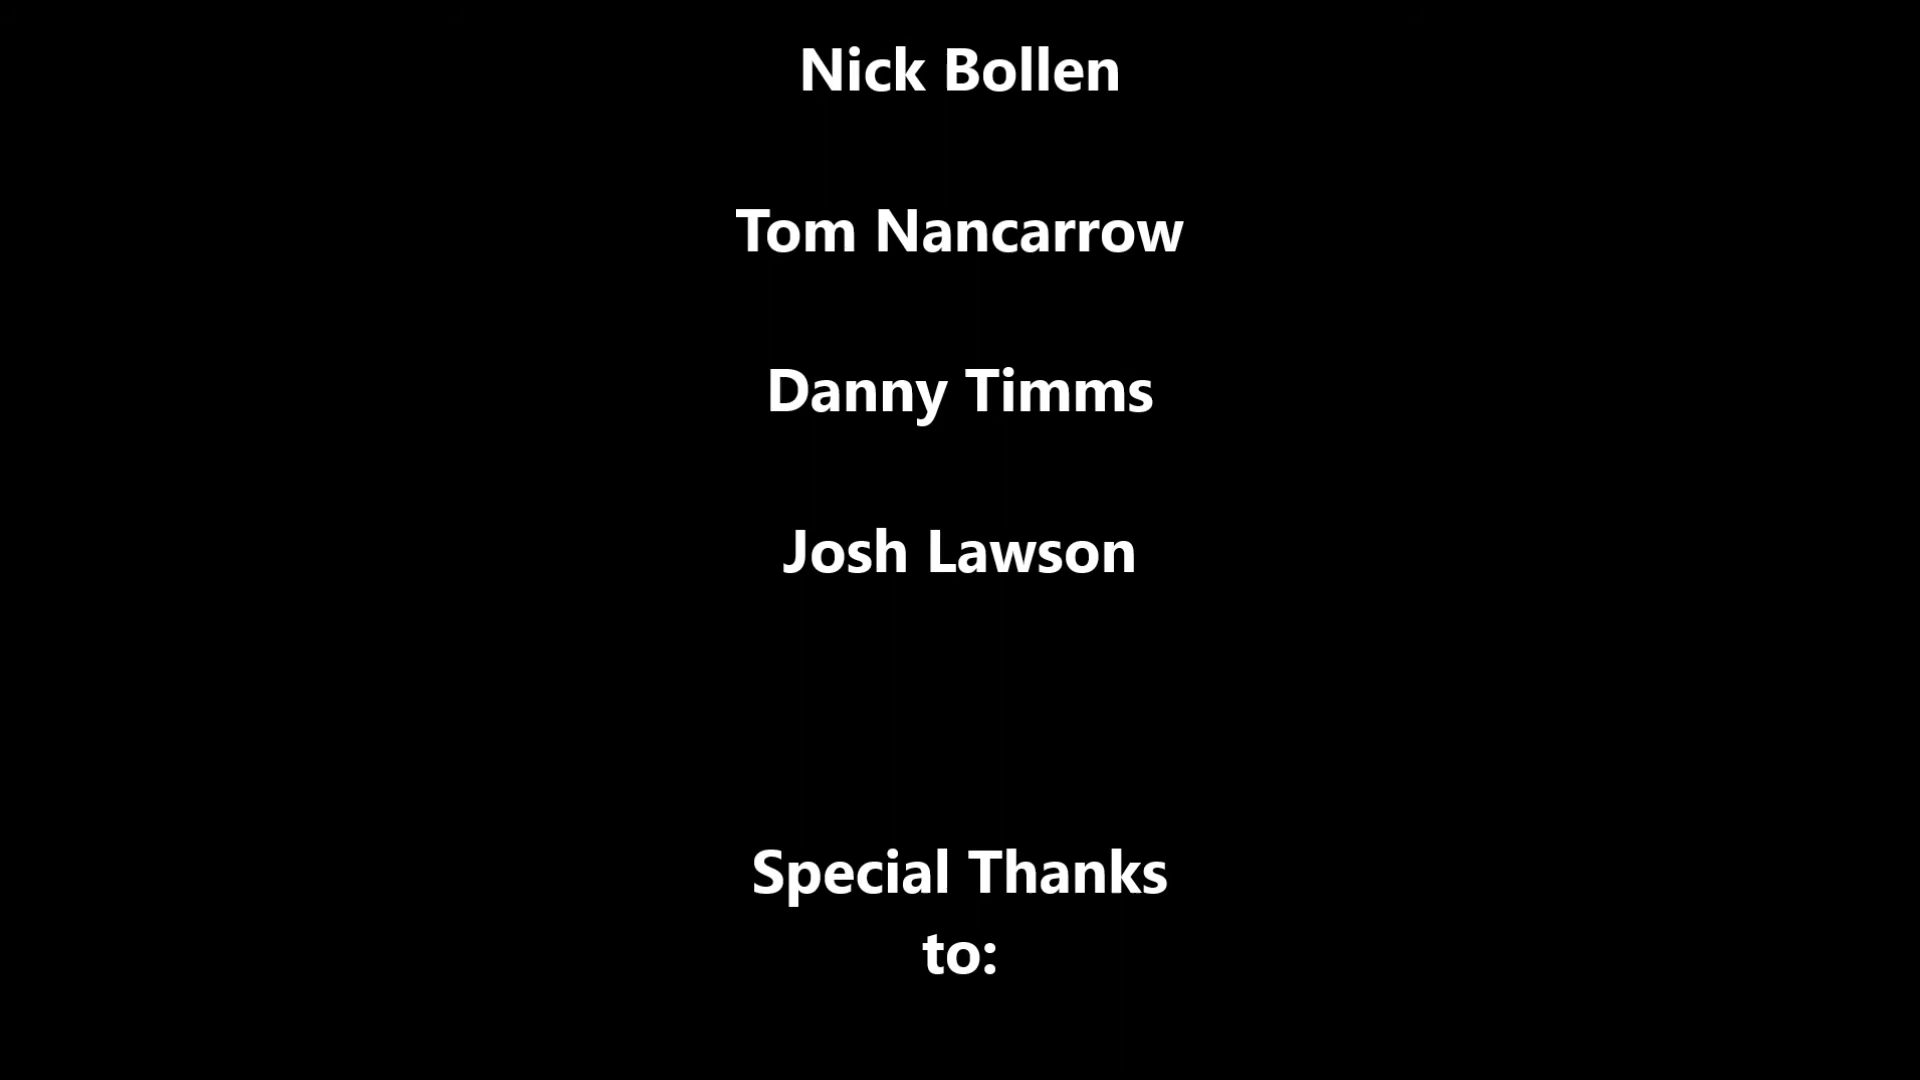 Nick Bollen
Tom Nancarrow
Danny Timms
Josh Lawson
Special Thanks
to: